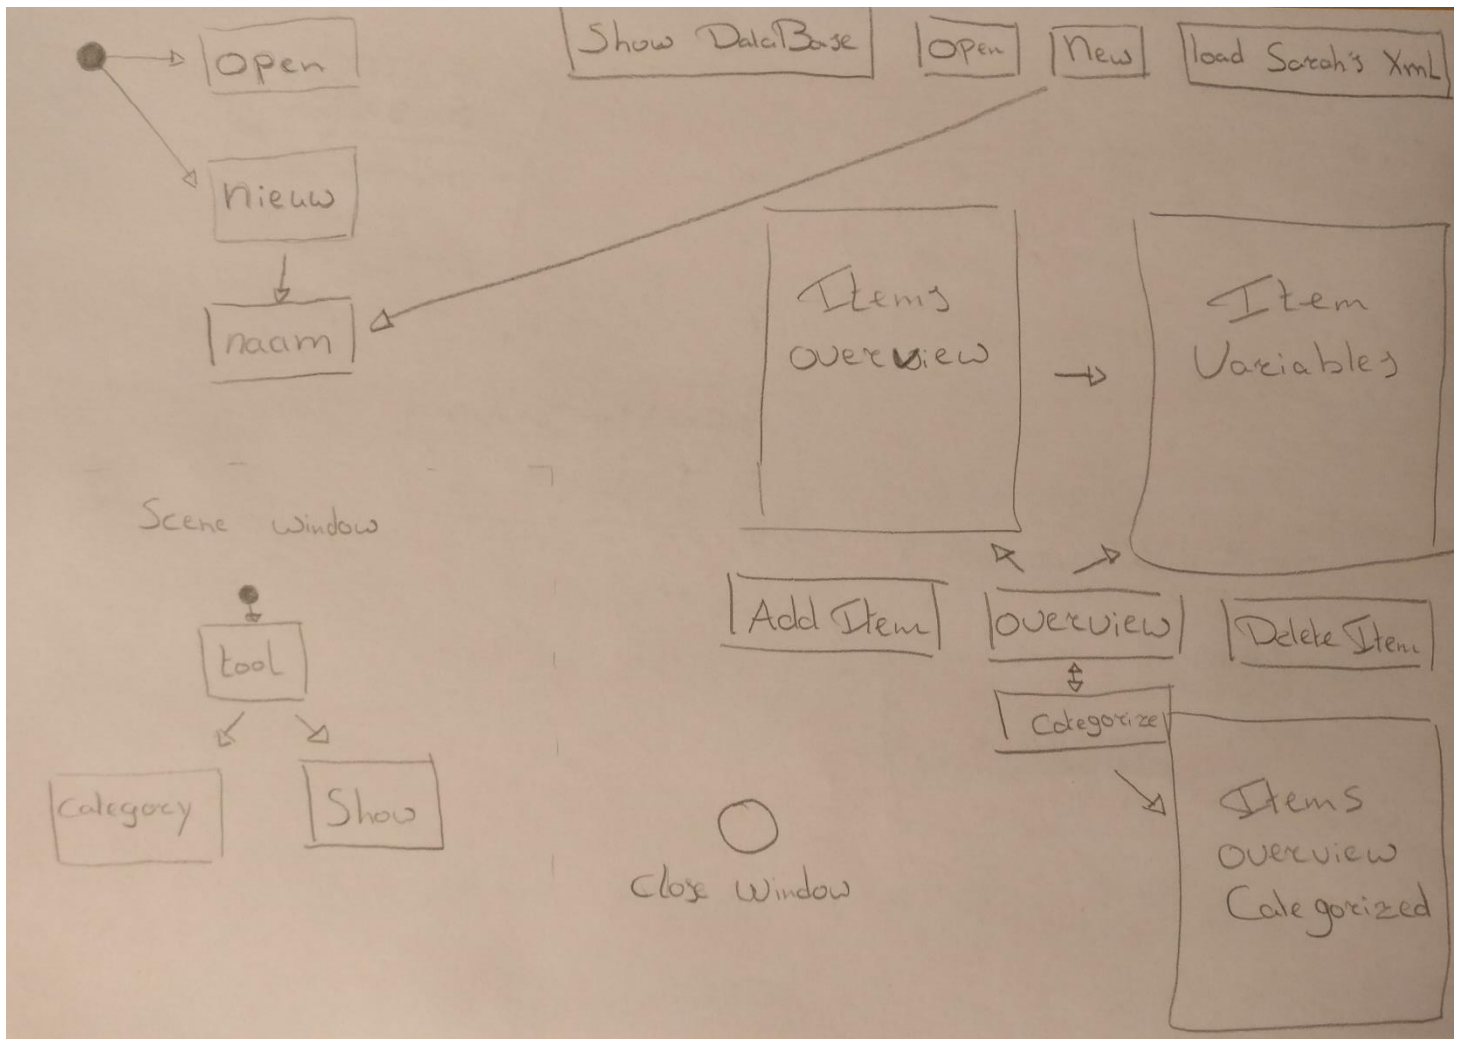 open
nieuw
naam
Show DataBase
open
New
load Sarah's XmL
Items
overview
Item
Variables
Scene window
tool
Category
Show
Add Item
overview
Delete Item
Categorize
Items
overview
Categorized
Close Window